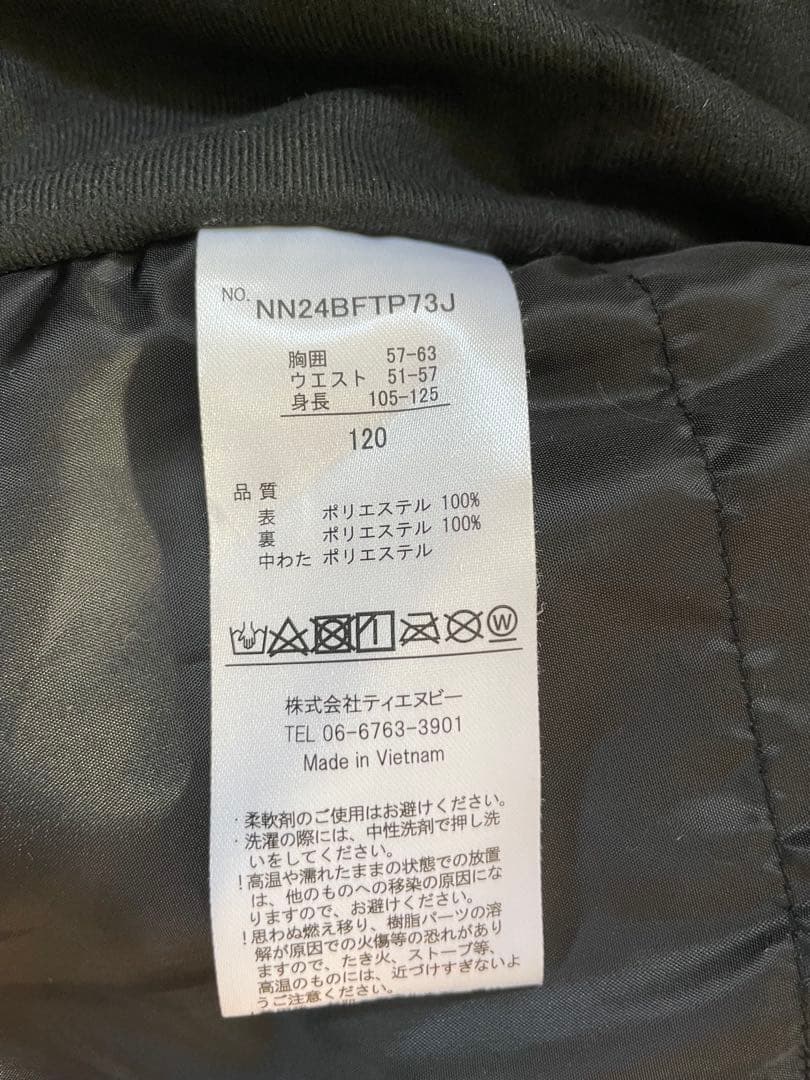 NO. NN24BFTP73J
胸囲 57-63
ウエスト 51-57
身長 105-125
120
品質
表 ポリエステル 100%
裏 ポリエステル 100%
中わた ポリエステル
W
株式会社ティエヌビー
TEL 06-6763-3901
Made in Vietnam
・柔軟剤のご使用はお避けください。
・洗濯の際には、中性洗剤で押し洗
いをしてください。
!高温や濡れたままの状態での放置
は、他のものへの移染の原因にな
りますので、お避けください。
!思わぬ燃え移り、樹脂パーツの溶
解が原因での火傷等の恐れがあり
ますので、たき火、ストーブ等、
高温のものには、近づけすぎないよ
うご注意ください。